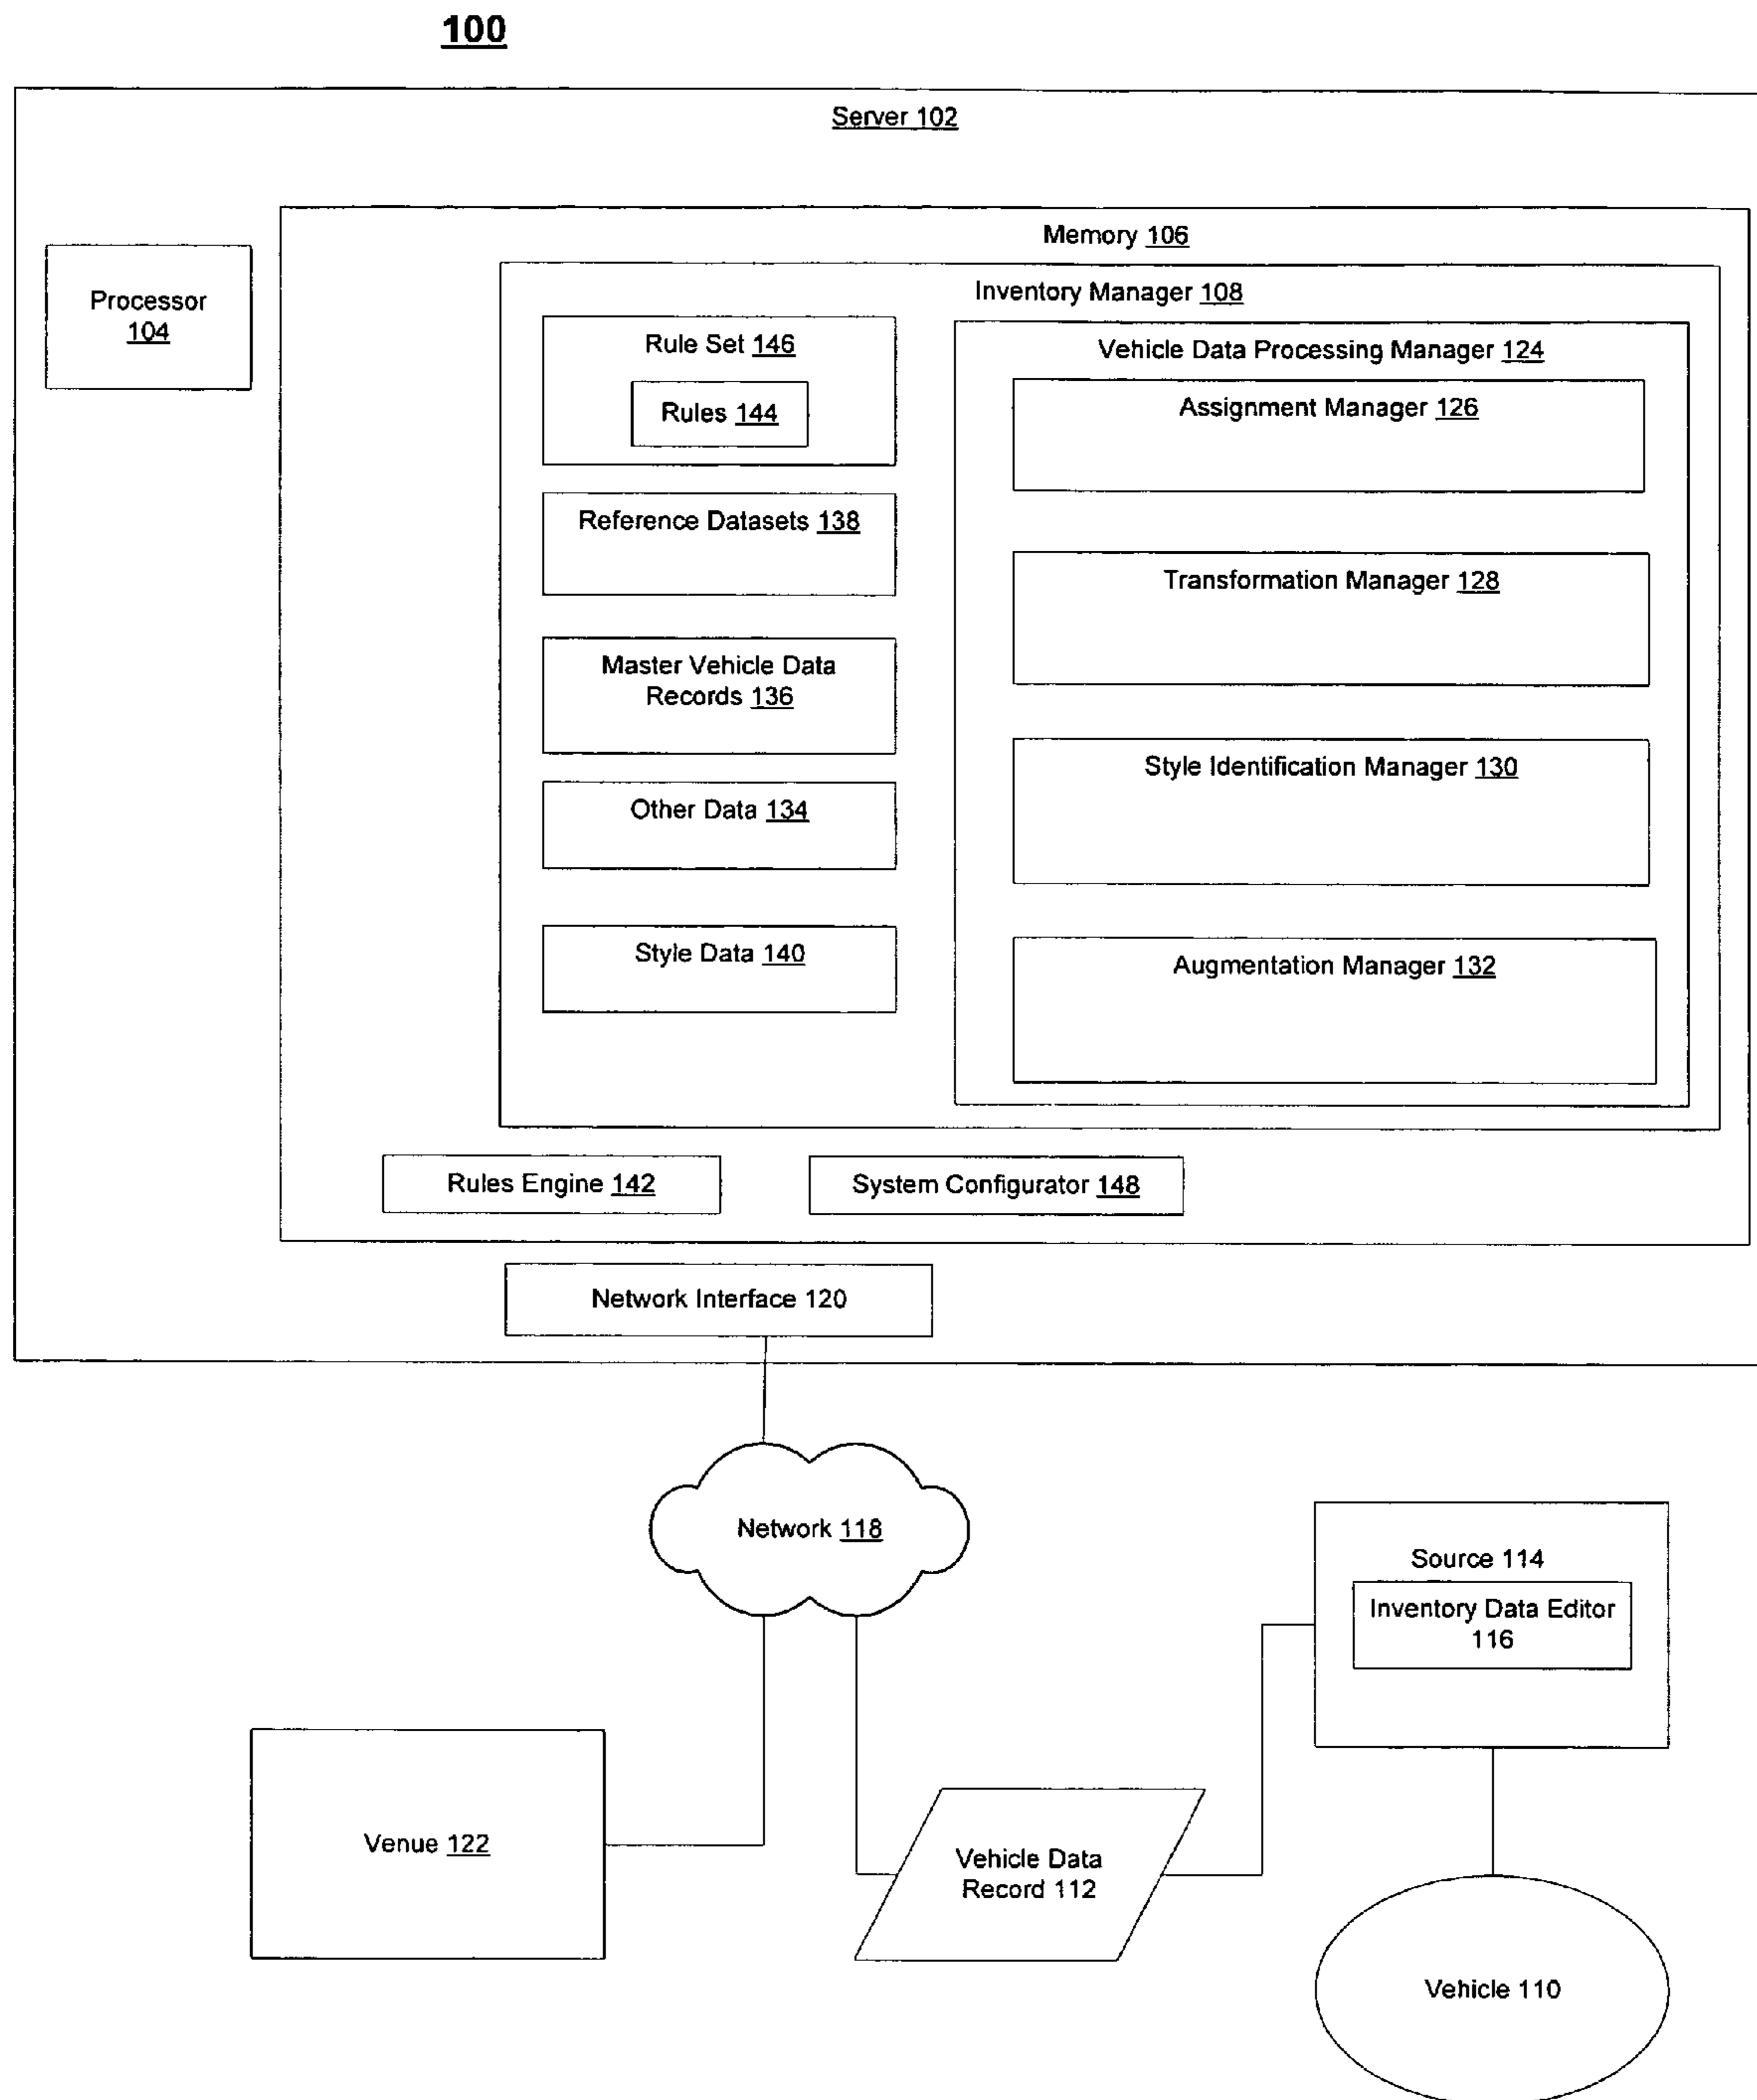 100
Server 102
Memory 106
Processor
104
Inventory Manager 108
Rule Set 146
Rules 144
Reference Datasets 138
Master Vehicle Data
Records 136
Other Data 134
Style Data 140
Vehicle Data Processing Manager 124
Assignment Manager 126
Transformation Manager 128
Style Identification Manager 130
Augmentation Manager 132
Rules Engine 142
System Configurator 148
Network Interface 120
Network 118
Source 114
Inventory Data Editor
116
Venue 122
Vehicle Data
Record 112
Vehicle 110